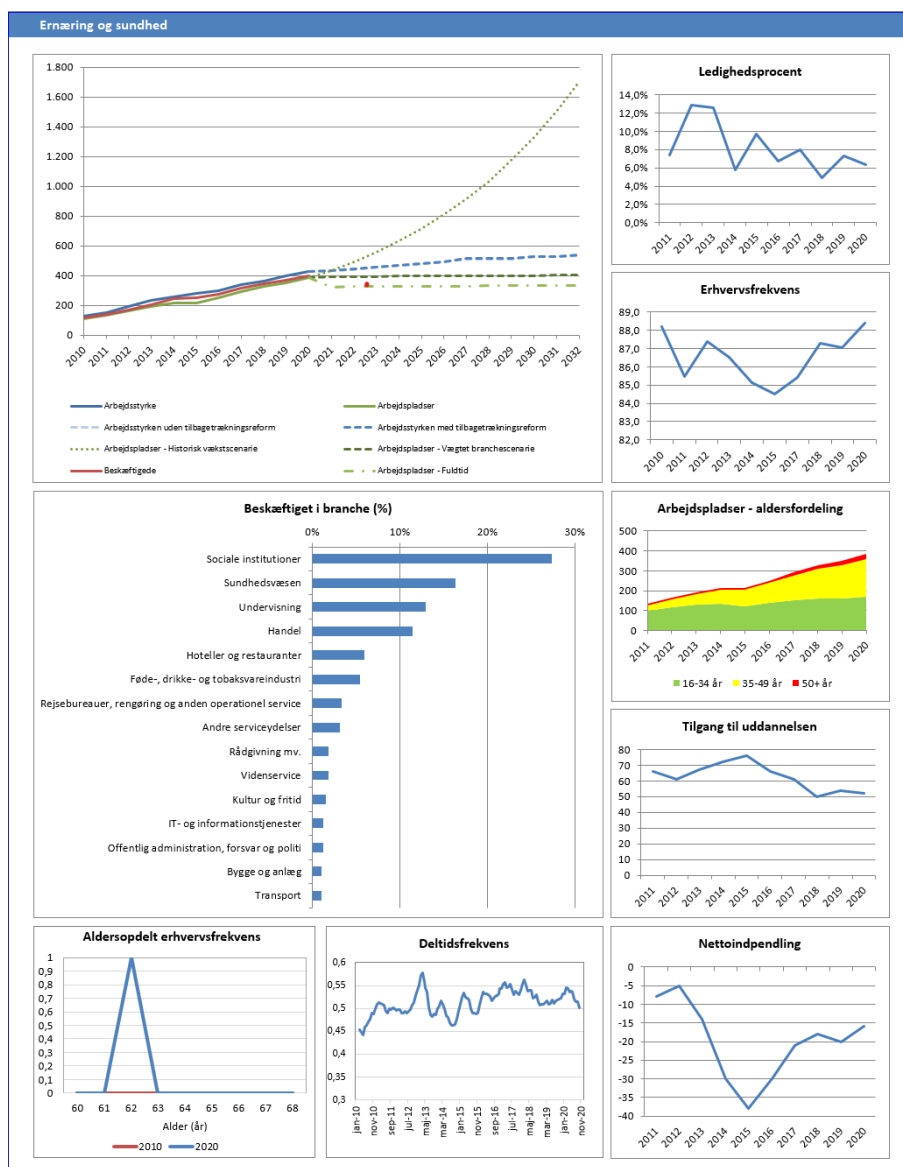 Ernæring og sundhed
1.800
1.600
1.400
1.200
1.000
800
600
400
200
0
2010 2011 2012 2013 2014 2015 2016 2017 2018 2019 2020 2021 2022 2023 2024 2025 2026 2027 2028 2029 2030 2031 2032
Arbejdsstyrke Arbejdspladser
Arbejdsstyrken uden tilbagetrækningsreform Arbejdsstyrken med tilbagetrækningsreform
Arbejdspladser - Historisk vækstscenarie Arbejdspladser - Vægtet branchescenarie
Beskæftigede Arbejdspladser - Fuldtid
Ledighedsprocent
14,0%
12,0%
10,0%
8,0%
6,0%
4,0%
2,0%
0,0%
2011 2012 2013 2014 2015 2016 2017 2018 2019 2020
Erhvervsfrekvens
89,0
88,0
87,0
86,0
85,0
84,0
83,0
82,0
2010 2011 2012 2013 2014 2015 2016 2017 2018 2019 2020
Beskæftiget i branche (%)
0% 10% 20% 30%
Sociale institutioner
Sundhedsvæsen
Undervisning
Handel
Hoteller og restauranter
Føde-, drikke- og tobaksvareindustri
Rejsebureauer, rengøring og anden operationel service
Andre serviceydelser
Rådgivning mv.
Videnservice
Kultur og fritid
IT- og informationstjenester
Offentlig administration, forsvar og politi
Bygge og anlæg
Transport
Arbejdspladser - aldersfordeling
500
400
300
200
100
0
2011 2012 2013 2014 2015 2016 2017 2018 2019 2020
16-34 år 35-49 år 50+ år
Tilgang til uddannelsen
80
70
60
50
40
30
20
10
0
2011 2012 2013 2014 2015 2016 2017 2018 2019 2020
Aldersopdelt erhvervsfrekvens
1
0,9
0,8
0,7
0,6
0,5
0,4
0,3
0,2
0,1
0
60 61 62 63 64 65 66 67 68
Alder (år)
2010 2020
Deltidsfrekvens
0,6
0,55
0,5
0,45
0,4
0,35
0,3
jan-10 nov-10 sep-11 jul-12 maj-13 mar-14 jan-15 nov-15 sep-16 jul-17 maj-18 mar-19 jan-20 nov-20
Nettoindpendling
0
-5
-10
-15
-20
-25
-30
-35
-40
2011 2012 2013 2014 2015 2016 2017 2018 2019 2020